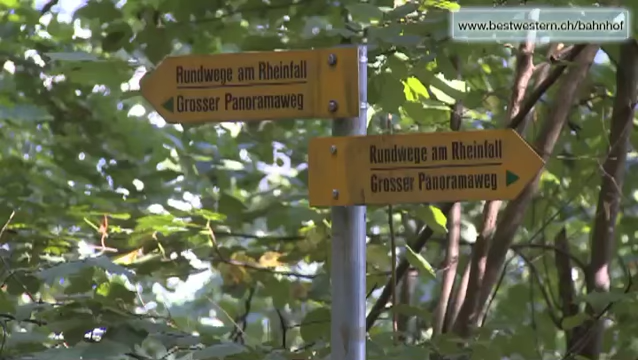 www.bestwestern.ch/bahnhof
Rundwege am Rheinfall
Grosser Panoramaweg
Rundwege am Rheinfall
Grosser Panoramaweg